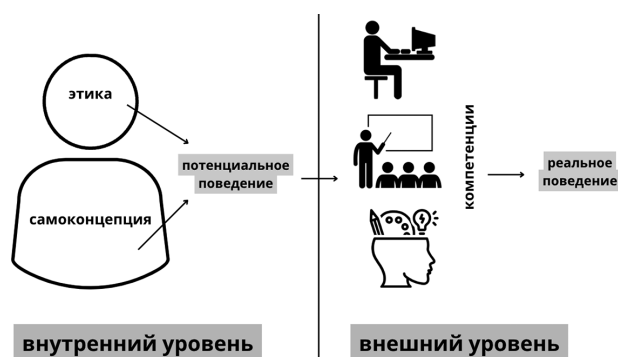 этика
самоконцепция
потенциальное
поведение
компетенции
реальное
поведение
внутренний уровень
внешний уровень